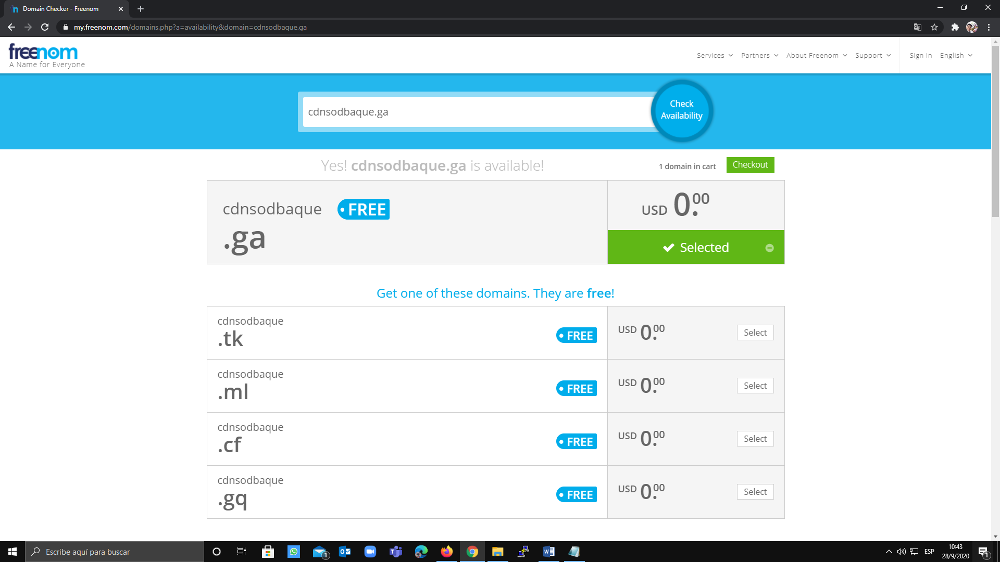 Domain Checker - Freenom
my.freenom.com/domains.php?a=availability&domain=cdnsodbaque.ga
freenom
A Name for Everyone
Services
Partners
About Freenom
Support
Sign in
English
cdnsodbaque.ga
Check
Availability
Yes! cdnsodbaque.ga is available!
1 domain in cart
Checkout
cdnsodbaque
.ga
FREE
USD 0.00
Selected
Get one of these domains. They are free!
cdnsodbaque
.tk
FREE
USD 0.00
Select
cdnsodbaque
.ml
FREE
USD 0.00
Select
cdnsodbaque
.cf
FREE
USD 0.00
Select
cdnsodbaque
.gq
FREE
USD 0.00
Select
Escribe aquí para buscar
1
ESP
10:43
28/9/2020
1